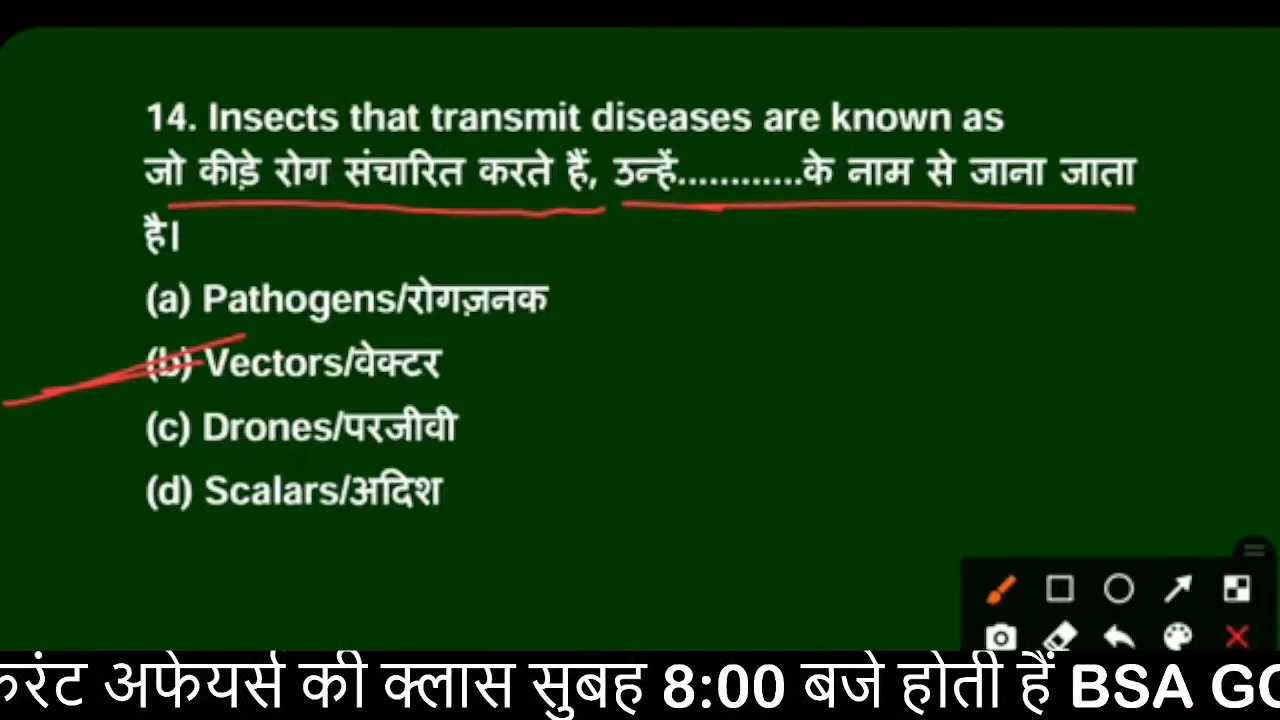 14. Insects that transmit diseases are known as
जो कीड़े रोग संचारित करते हैं, उन्हें............के नाम से जाना जाता
है।
(a) Pathogens/रोगज़नक
(b) Vectors/वेक्टर
(c) Drones/परजीवी
(d) Scalars/अदिश
करंट अफेयर्स की क्लास सुबह 8:00 बजे होती हैं BSA